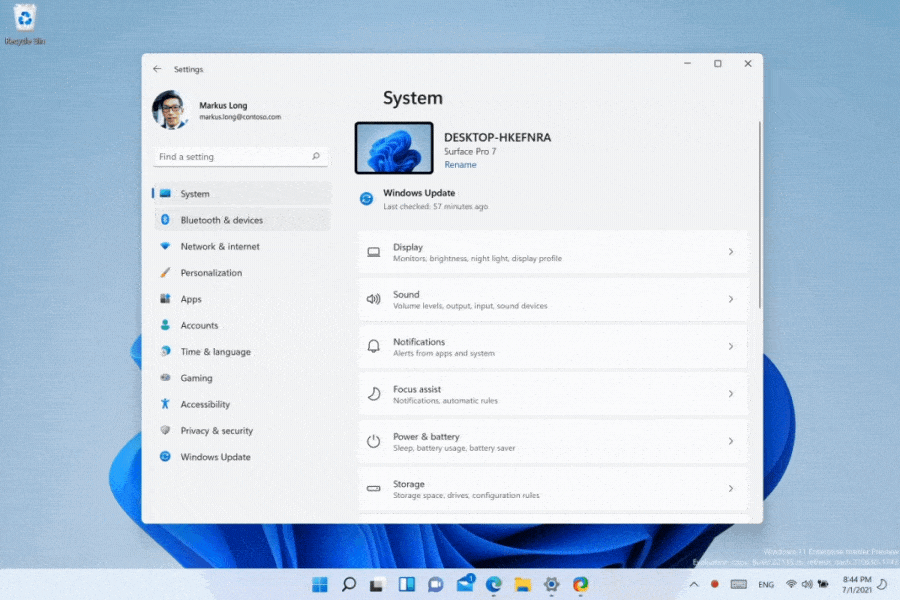 Recycle Bin
Settings
Markus Long
markus.long@contoso.com
Find a setting
System
Bluetooth & devices
Network & internet
Personalization
Apps
Accounts
Time & language
Gaming
Accessibility
Privacy & security
Windows Update
System
DESKTOP-HKEFNRA
Surface Pro 7
Rename
Windows Update
Last checked: 57 minutes ago
Display
Monitors, brightness, night light, display profile
Sound
Volume levels, output, input, sound devices
Notifications
Alerts from apps and system
Focus assist
Notifications, automatic rules
Power & battery
Sleep, battery usage, battery saver
Storage
Storage space, drives, configuration rules
Windows 11 Enterprise Insider Preview
Evaluation copy. Build
ENG
8:44 PM
7/1/2021